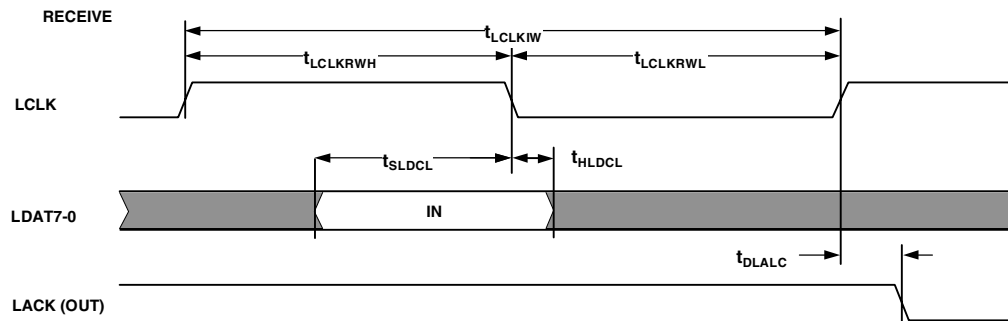 RECEIVE
tLCLKIW
tLCLKRWH
tLCLKRWL
LCLK
tSLDCL
tHLDCL
LDAT7-0
IN
tDLALC
LACK (OUT)